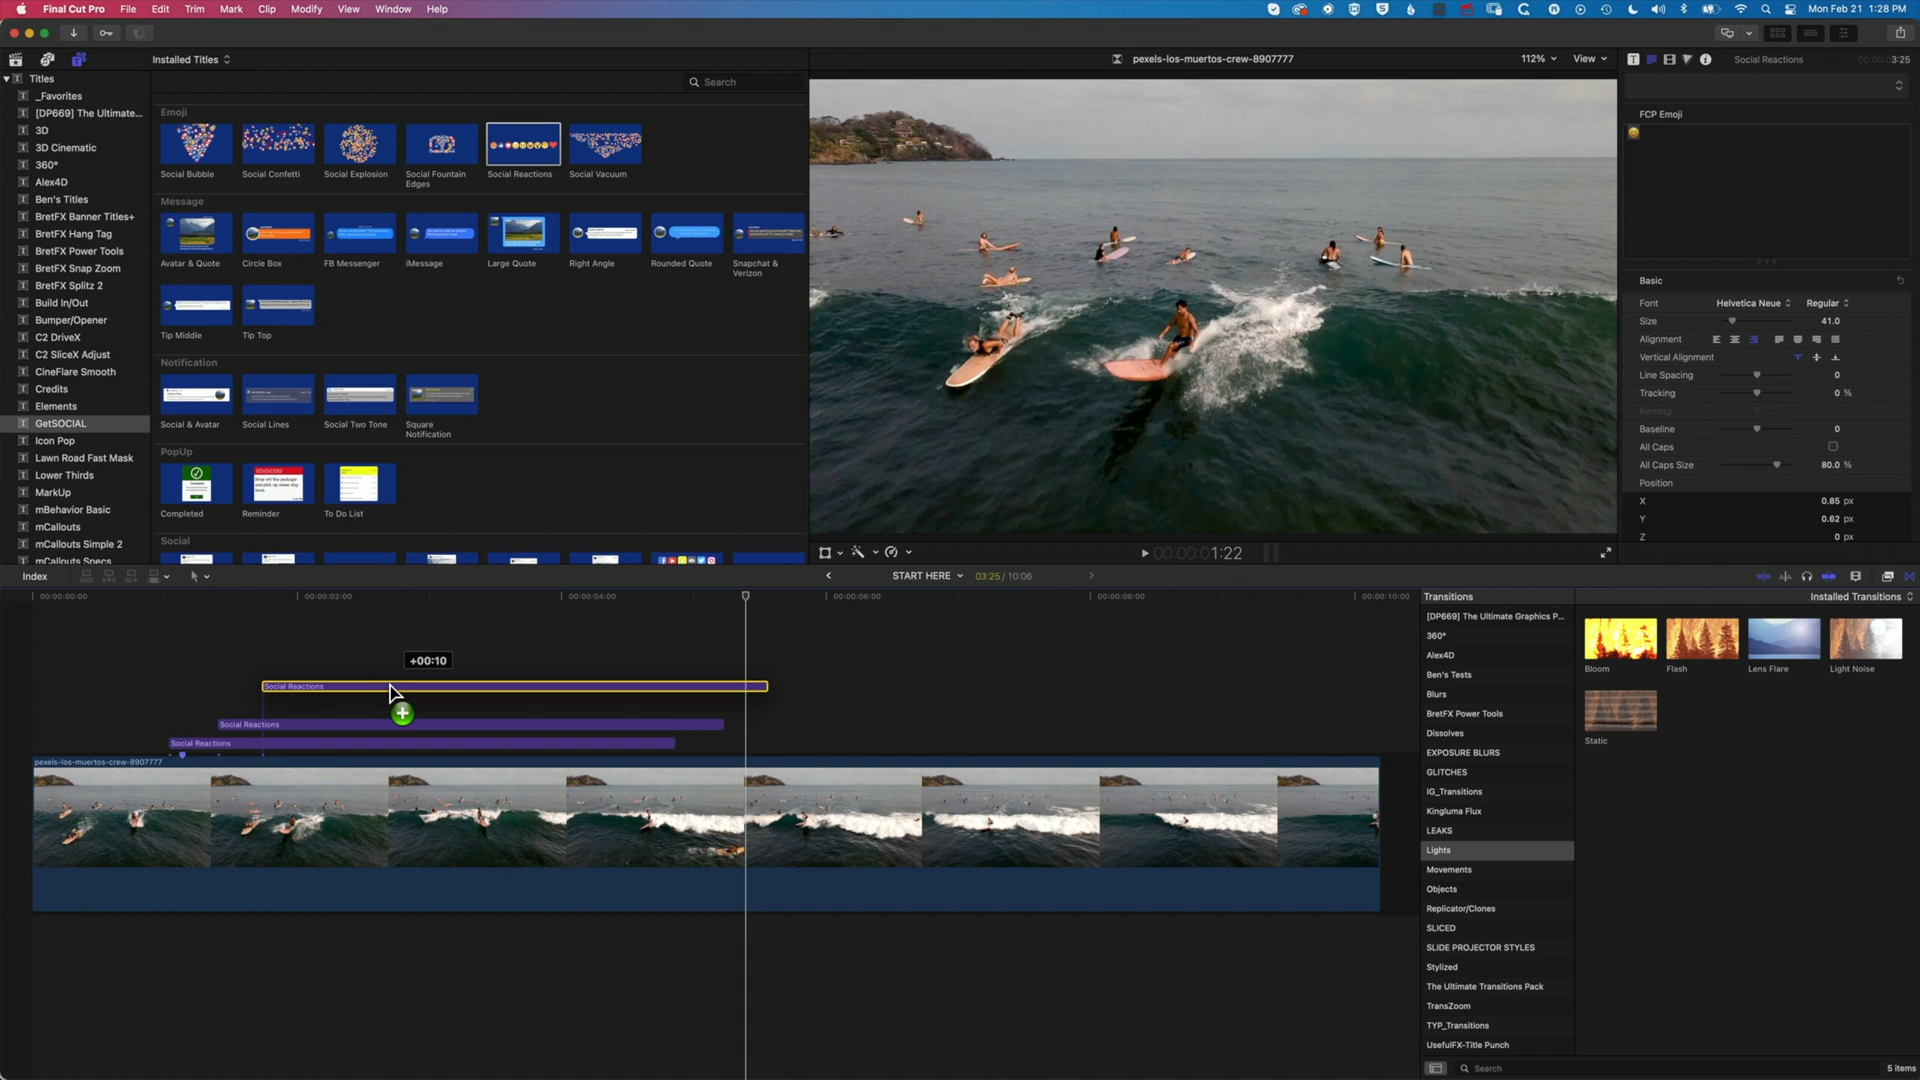 Final Cut Pro File Edit Trim Mark Clip Modify View Window Help Mon Feb 21 1:28 PM
Installed Titles
pexels-los-muertos-crew-8907777
112% View
Social Reactions 00:00:03:25
Titles
_Favorites
[DP669] The Ultimate...
3D
3D Cinematic
360°
Alex4D
Ben's Titles
BretFX Banner Titles+
BretFX Hang Tag
BretFX Power Tools
BretFX Snap Zoom
BretFX Splitz 2
Build In/Out
Bumper/Opener
C2 DriveX
C2 SliceX Adjust
CineFlare Smooth
Credits
Elements
GetSOCIAL
Icon Pop
Lawn Road Fast Mask
Lower Thirds
MarkUp
mBehavior Basic
mCallouts
mCallouts Simple 2
mCallouts Specs
Search
Emoji
Social Bubble
Social Confetti
Social Explosion
Social Fountain
Edges
Social Reactions
Social Vacuum
Message
Avatar & Quote
Circle Box
FB Messenger
iMessage
Large Quote
Right Angle
Rounded Quote
Snapchat &
Verizon
Tip Middle
Tip Top
Notification
Social & Avatar
Social Lines
Social Two Tone
Square
Notification
PopUp
Completed
Reminder
To Do List
Social
FCP Emoji
Basic
Font Helvetica Neue Regular
Size 41.0
Alignment
Vertical Alignment
Line Spacing 0
Tracking 0 %
Kerning
Baseline 0
All Caps
All Caps Size 80.0 %
Position
X 0.85 px
Y 0.62 px
Z 0 px
00:00:01:22
Index
START HERE 03:25 / 10:06
00:00:00:00 00:00:02:00 00:00:04:00 00:00:06:00 00:00:08:00 00:00:10:00
+00:10
Social Reactions
Social Reactions
Social Reactions
pexels-los-muertos-crew-8907777
Transitions
Installed Transitions
[DP669] The Ultimate Graphics P...
360°
Alex4D
Ben's Tests
Blurs
BretFX Power Tools
Dissolves
EXPOSURE BLURS
GLITCHES
IG_Transitions
Kingluma Flux
LEAKS
Lights
Movements
Objects
Replicator/Clones
SLICED
SLIDE PROJECTOR STYLES
Stylized
The Ultimate Transitions Pack
TransZoom
TYP_Transitions
UsefulFX-Title Punch
Bloom
Flash
Lens Flare
Light Noise
Static
Search
5 items